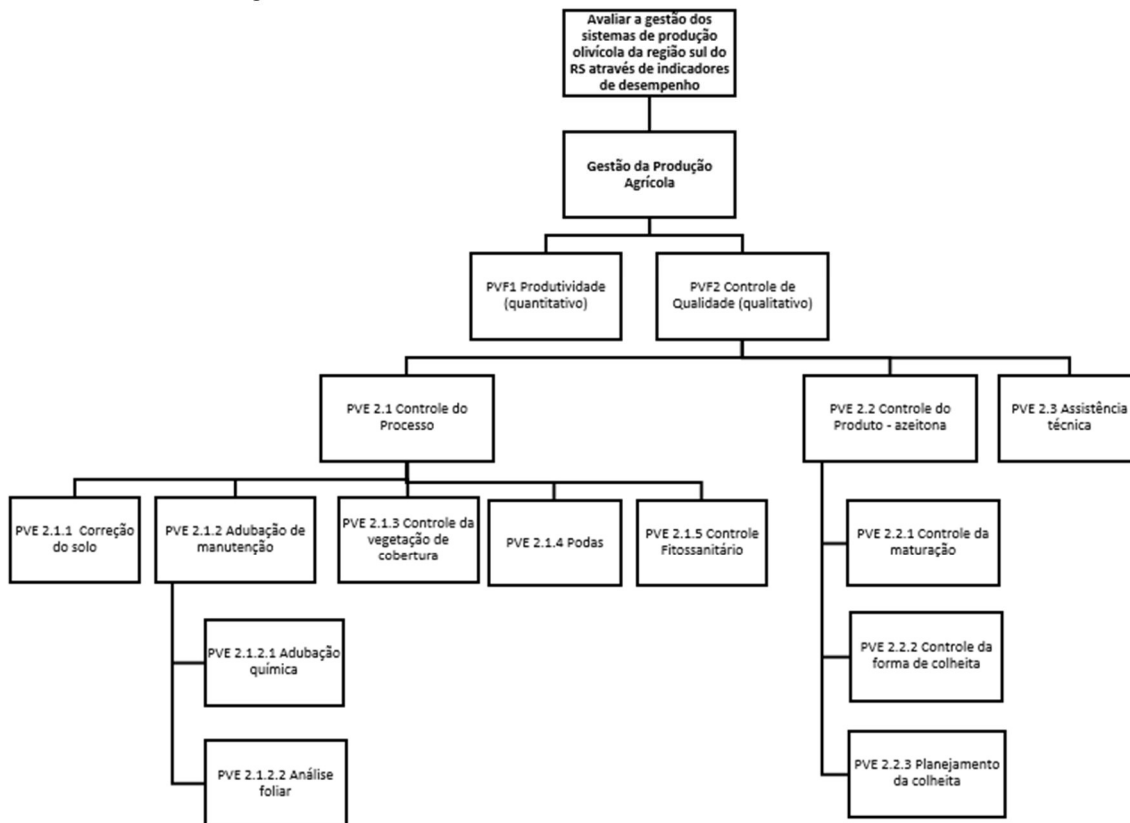 Avaliar a gestão dos
sistemas de produção
olivícola da região sul do
RS através de indicadores
de desempenho
Gestão da Produção
Agrícola
PVF1 Produtividade
(quantitativo)
PVF2 Controle de
Qualidade (qualitativo)
PVE 2.1 Controle do
Processo
PVE 2.2 Controle do
Produto - azeitona
PVE 2.3 Assistência
técnica
PVE 2.1.1 Correção
do solo
PVE 2.1.2 Adubação de
manutenção
PVE 2.1.3 Controle da
vegetação de
cobertura
PVE 2.1.4 Podas
PVE 2.1.5 Controle
Fitossanitário
PVE 2.2.1 Controle da
maturação
PVE 2.1.2.1 Adubação
química
PVE 2.2.2 Controle da
forma de colheita
PVE 2.1.2.2 Análise
foliar
PVE 2.2.3 Planejamento
da colheita